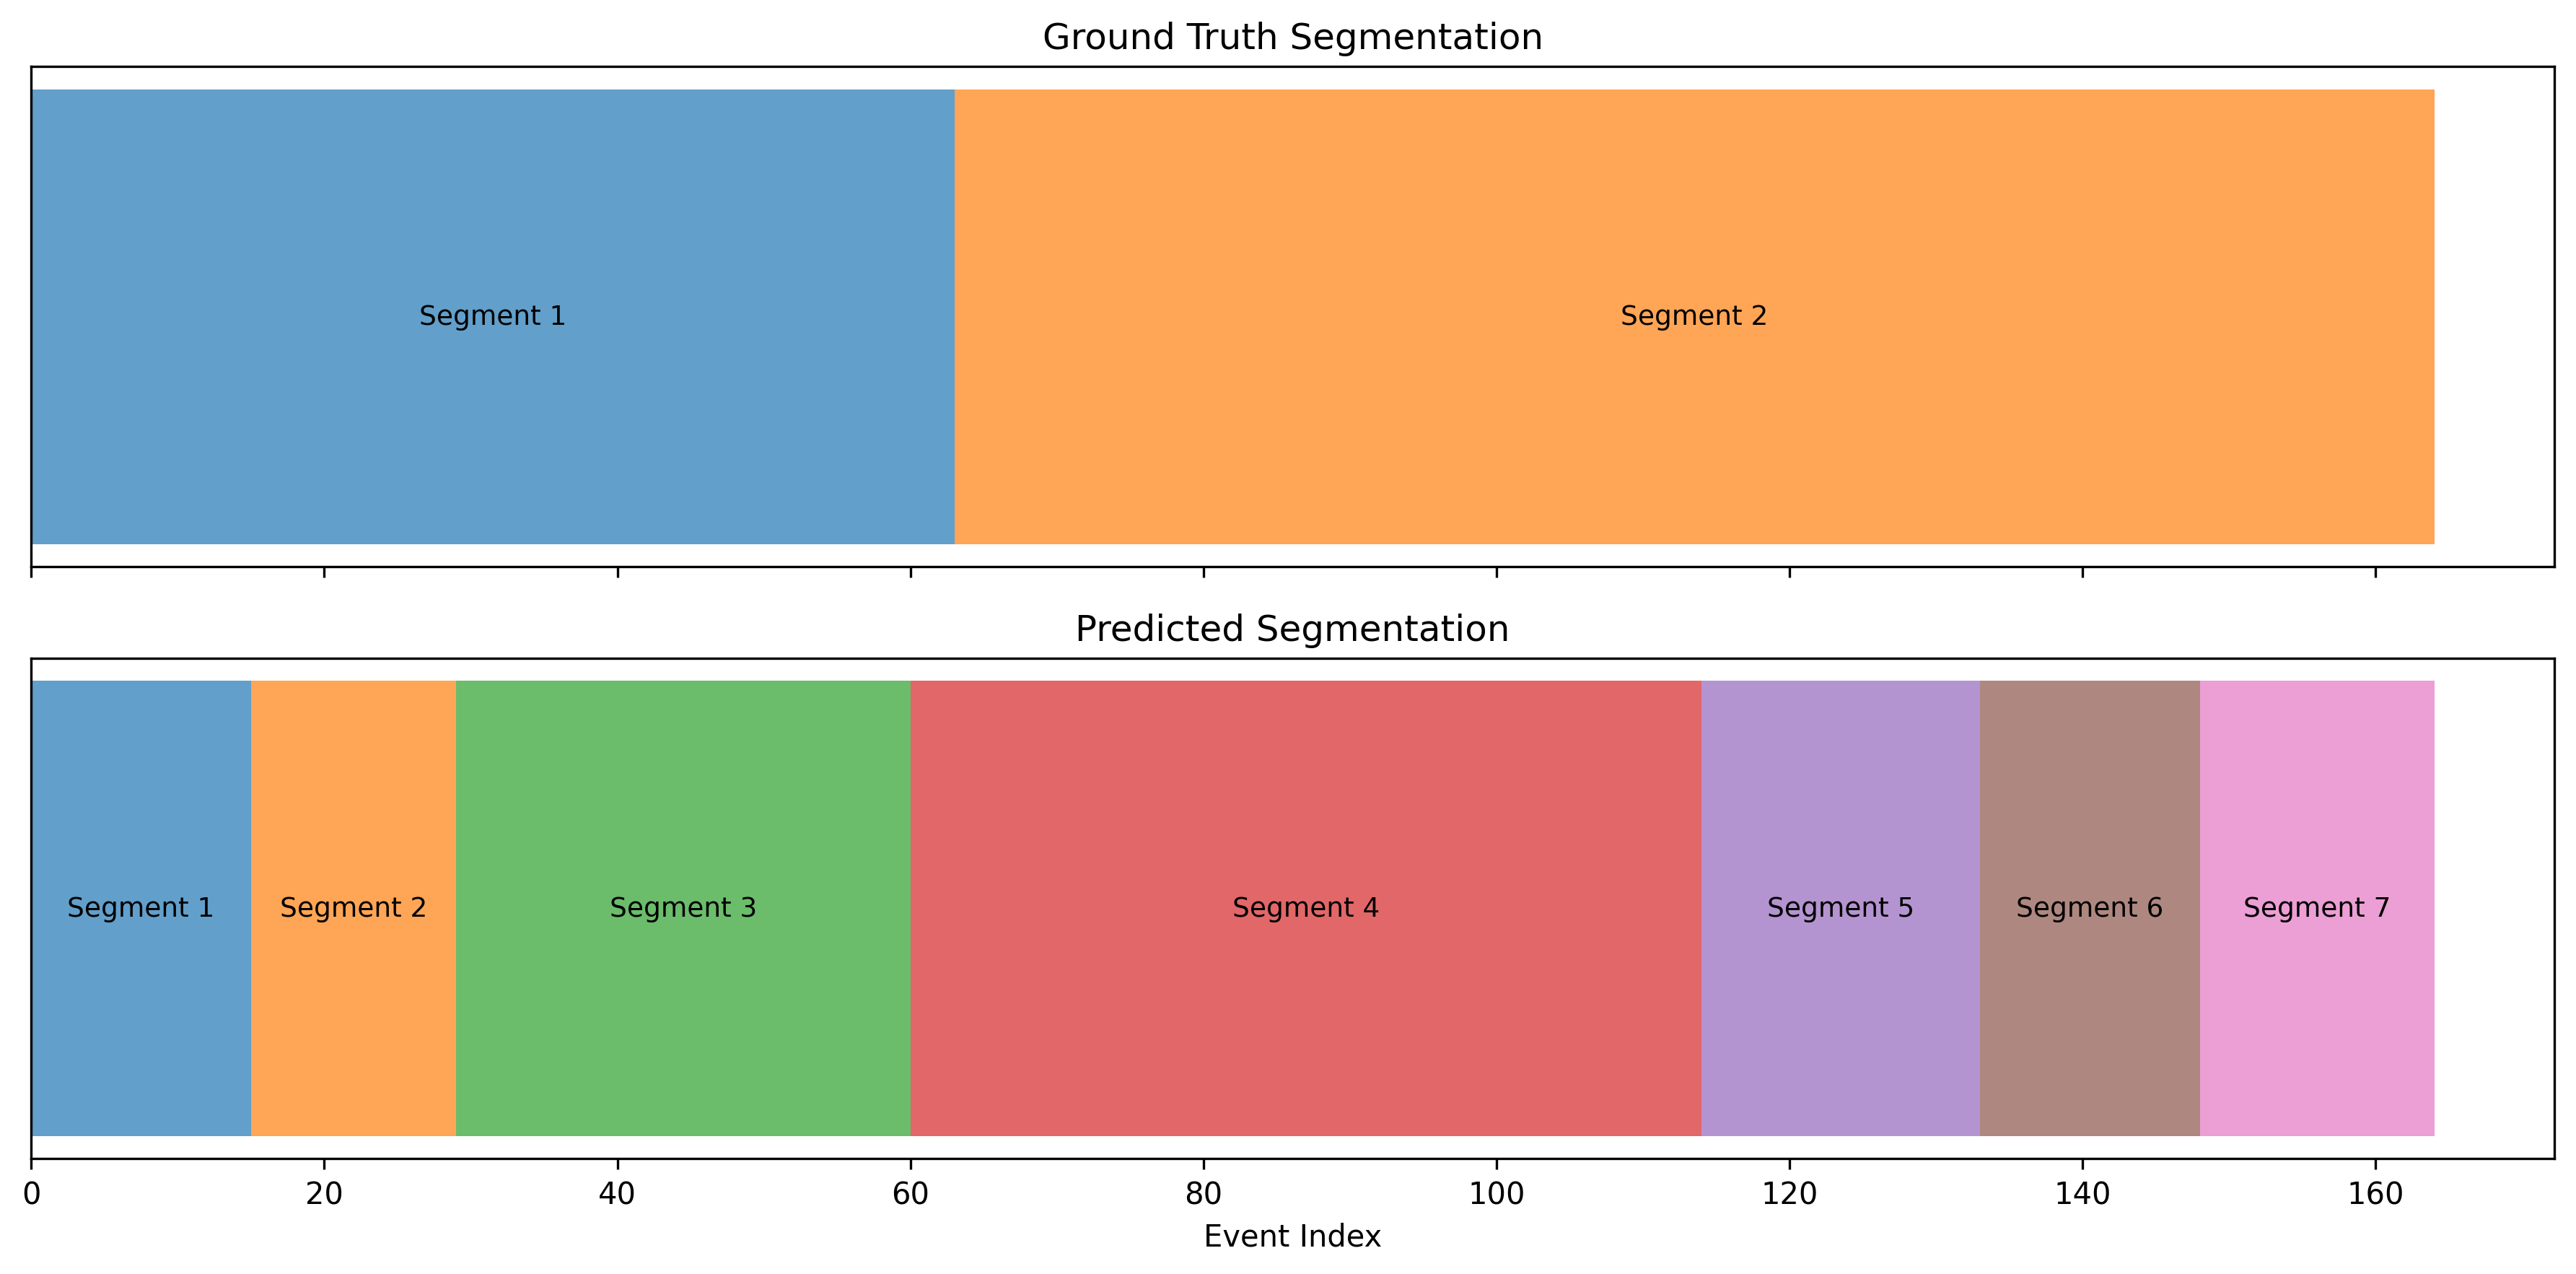 Ground Truth Segmentation
Segment 1 Segment 2
Predicted Segmentation
Segment 1 Segment 2 Segment 3 Segment 4 Segment 5 Segment 6 Segment 7
0 20 40 60 80 100 120 140 160
Event Index